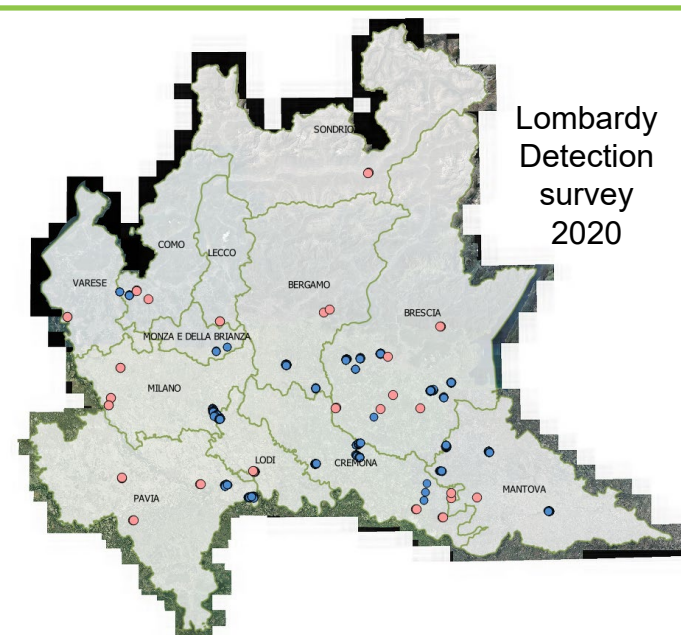 Lombardy
Detection
survey
2020
SONDRIO
COMO
LECCO
VARESE
BERGAMO
BRESCIA
MONZA E DELLA BRIANZA
MILANO
LODI
CREMONA
MANTOVA
PAVIA